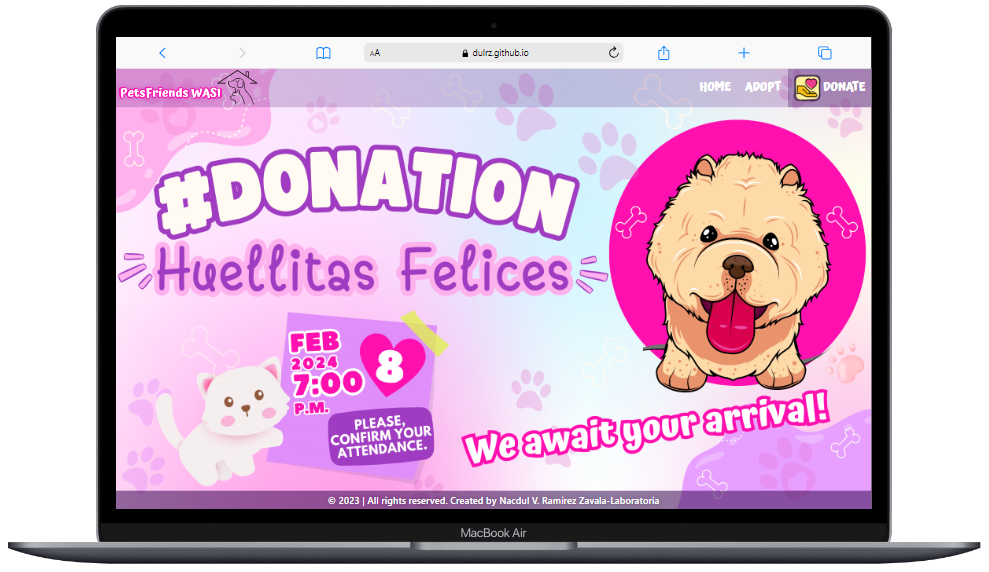 AA dulrz.github.io
PetsFriends WASI
HOME ADOPT DONATE
#DONATION
Huellitas Felices
FEB
2024
7:00
P.M.
8
PLEASE,
CONFIRM YOUR
ATTENDANCE.
We await your arrival!
© 2023 | All rights reserved. Created by Nacdul V. Ramirez Zavala-Laboratoria
MacBook Air